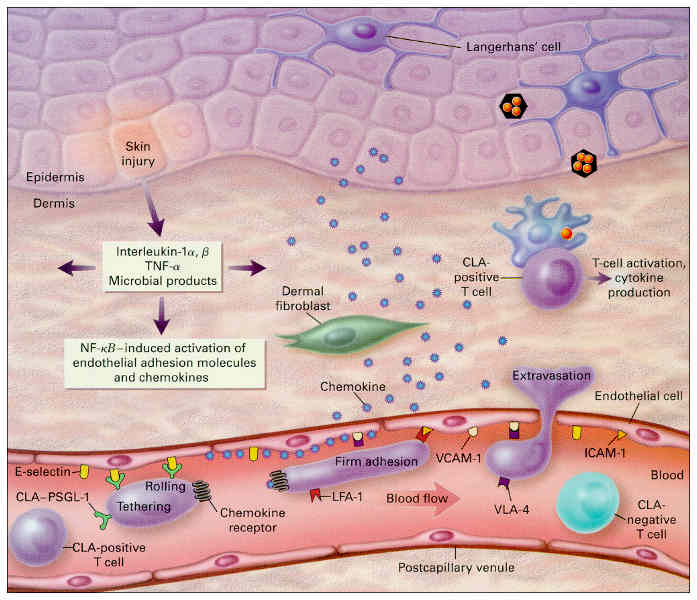 Langerhans' cell
Skin
injury
Epidermis
Dermis
Interleukin-1α, β
TNF-α
Microbial products
CLA-
positive
T cell
T-cell activation,
cytokine
production
Dermal
fibroblast
NF-κB–induced activation of
endothelial adhesion molecules
and chemokines
Chemokine
Extravasation
Endothelial cell
E-selectin
Firm adhesion
VCAM-1
ICAM-1
Rolling
Blood
CLA–PSGL-1
Tethering
Chemokine
receptor
LFA-1
Blood flow
VLA-4
CLA-
negative
T cell
CLA-positive
T cell
Postcapillary venule